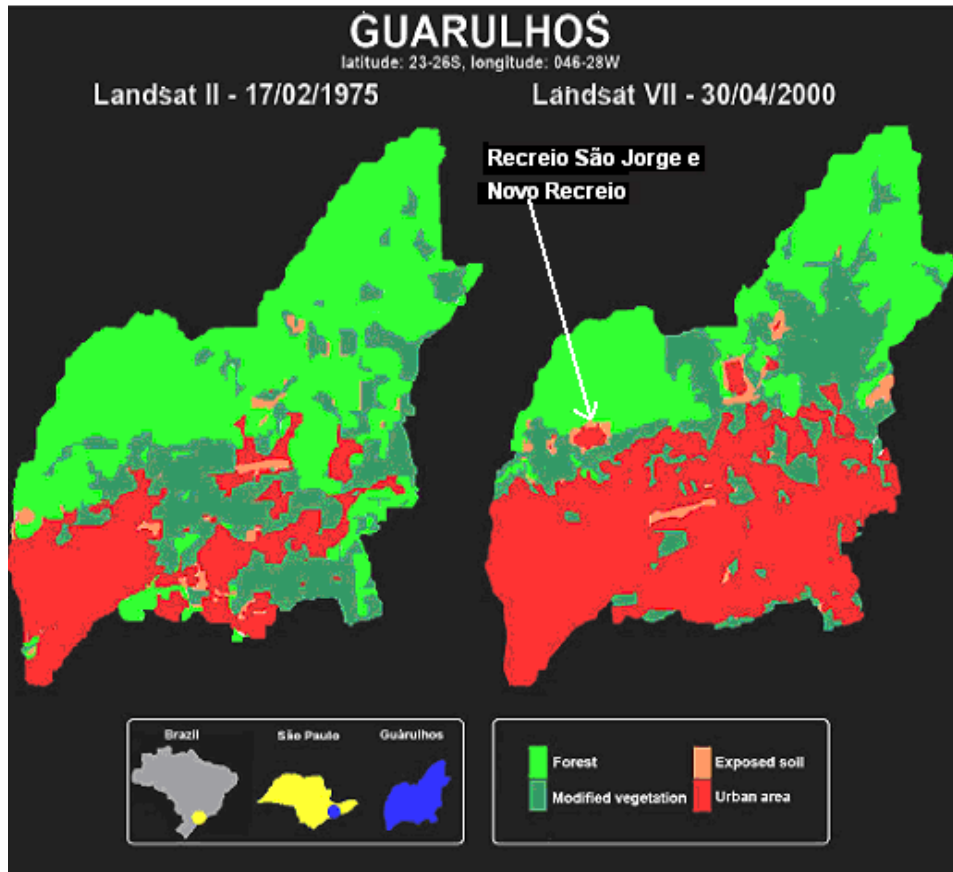 GUARULHOS
latitude: 23-26S, longitude: 046-28W
Landsat II - 17/02/1975
Landsat VII - 30/04/2000
Recreio São Jorge e
Novo Recreio
Brazil
São Paulo
Guárulhos
Forest
Modified vegetation
Exposed soil
Urban area